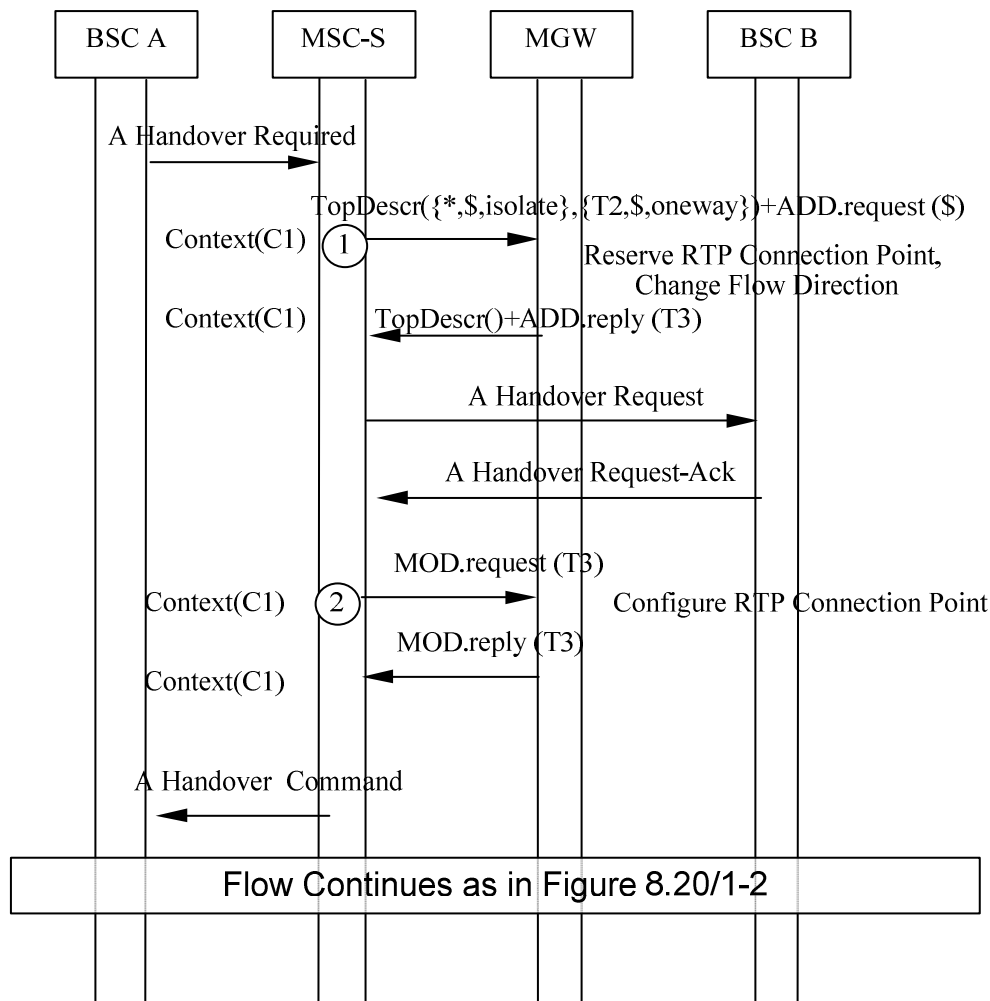 BSC A
MSC-S
MGW
BSC B
A Handover Required
TopDescr({*,$,isolate},{T2,$,oneway})+ADD.request ($)
Context(C1)
1
Reserve RTP Connection Point,
Change Flow Direction
Context(C1)
TopDescr()+ADD.reply (T3)
A Handover Request
A Handover Request-Ack
MOD.request (T3)
Context(C1)
2
Configure RTP Connection Point
MOD.reply (T3)
Context(C1)
A Handover Command
Flow Continues as in Figure 8.20/1-2